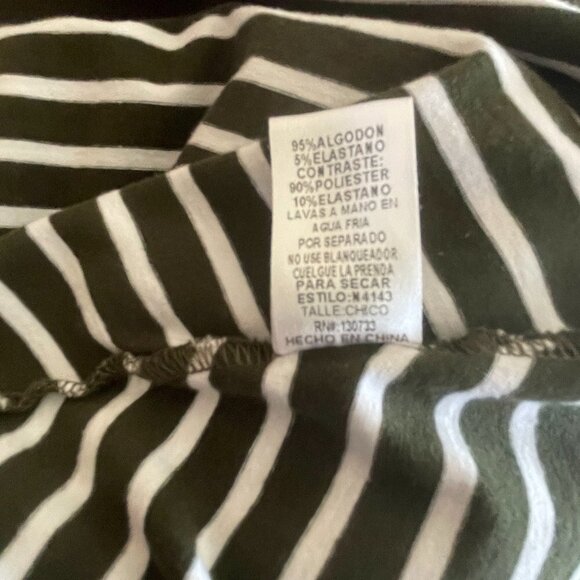 95%ALGODON
5%ELASTANO
CONTRASTE:
90%POLIESTER
10%ELASTANO
LAVAS A MANO EN
AGUA FRIA
POR SEPARADO
NO USE BLANQUEADOR
CUELGUE LA PRENDA
PARA SECAR
ESTILO:N4143
TALLE:CHICO
RN#:130733
HECHO EN CHINA